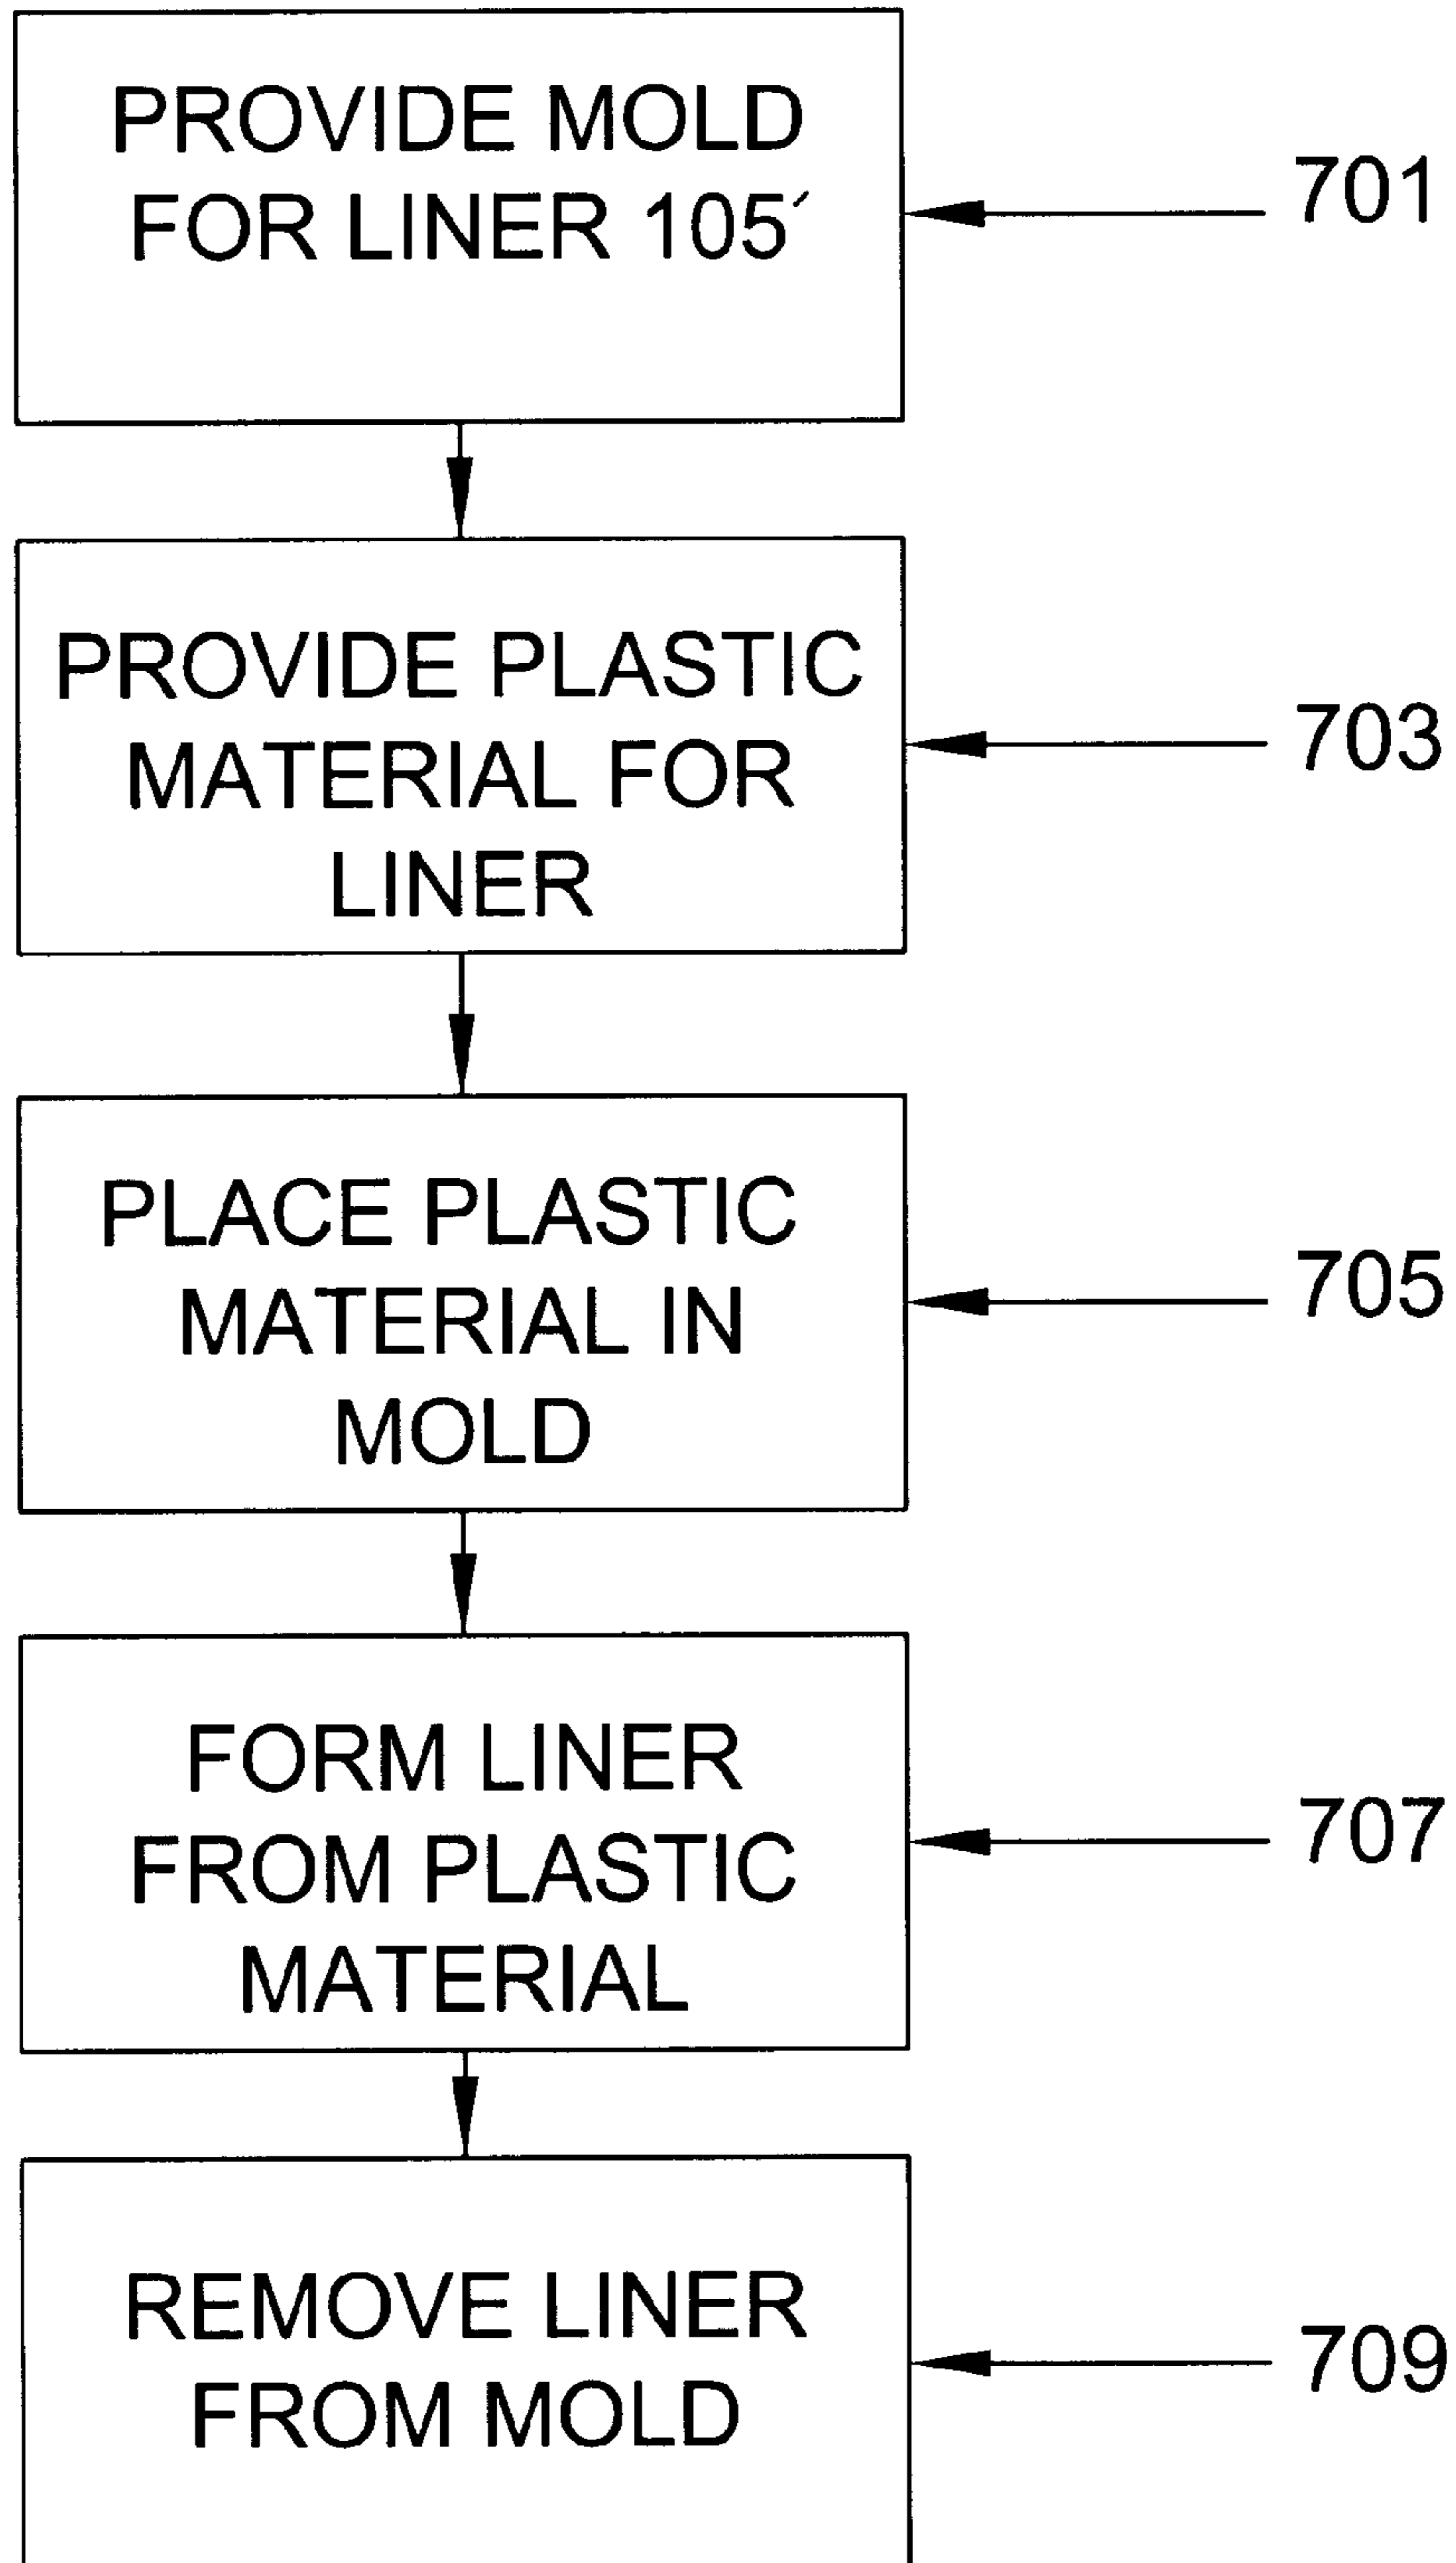 PROVIDE MOLD
FOR LINER 105′
701
PROVIDE PLASTIC
MATERIAL FOR
LINER
703
PLACE PLASTIC
MATERIAL IN
MOLD
705
FORM LINER
FROM PLASTIC
MATERIAL
707
REMOVE LINER
FROM MOLD
709